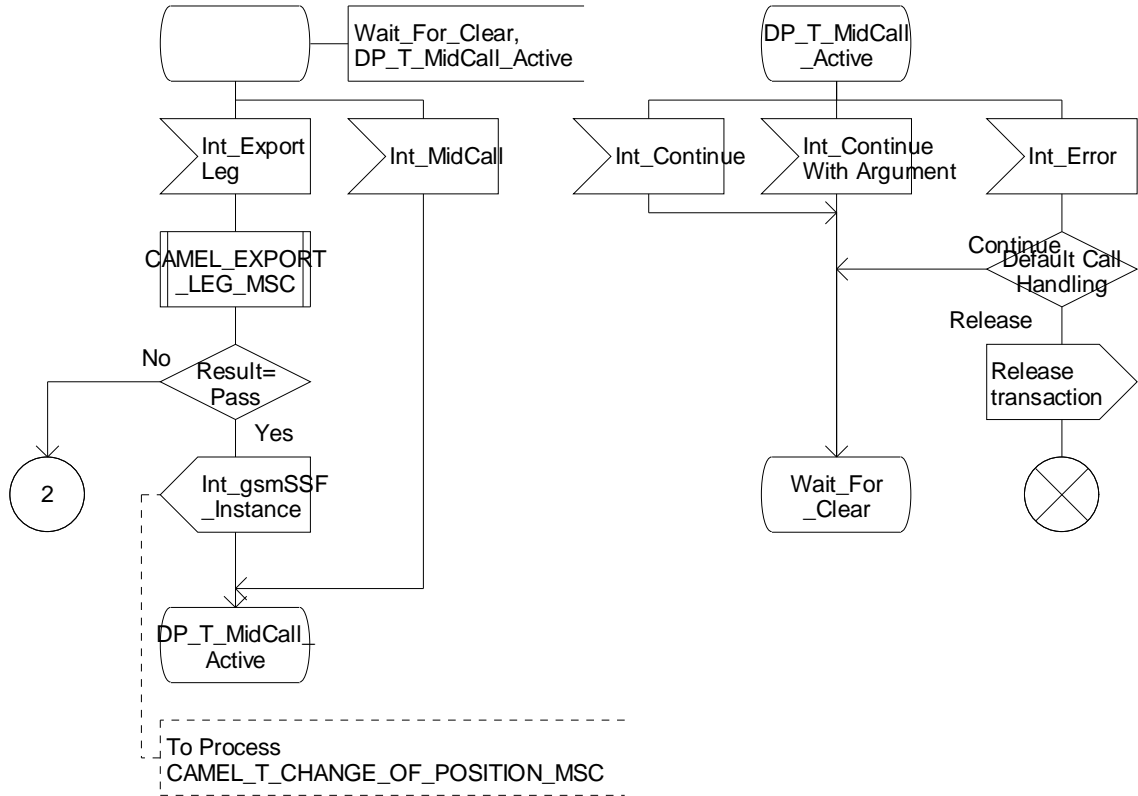 Wait_For_Clear,
DP_T_MidCall_Active
Int_Export
Leg
Int_MidCall
CAMEL_EXPORT
_LEG_MSC
No
Result=
Pass
Yes
2
Int_gsmSSF
_Instance
DP_T_MidCall_
Active
To Process
CAMEL_T_CHANGE_OF_POSITION_MSC
DP_T_MidCall
_Active
Int_Continue
Int_Continue
With Argument
Int_Error
Continue
Default Call
Handling
Release
Release
transaction
Wait_For
_Clear